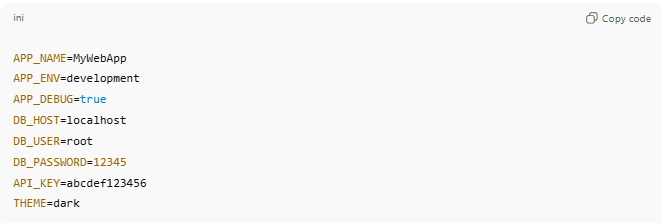 ini
Copy code
APP_NAME=MyWebApp
APP_ENV=development
APP_DEBUG=true
DB_HOST=localhost
DB_USER=root
DB_PASSWORD=12345
API_KEY=abcdef123456
THEME=dark